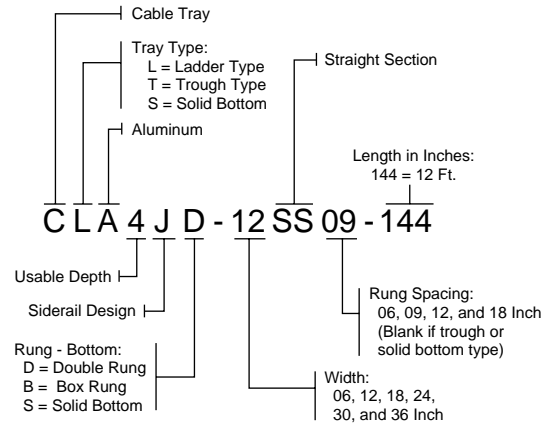 Cable Tray
Tray Type:
L = Ladder Type
T = Trough Type
S = Solid Bottom
Straight Section
Aluminum
Length in Inches:
144 = 12 Ft.
C L A 4 J D - 12 SS 09 - 144
Usable Depth
Siderail Design
Rung - Bottom:
D = Double Rung
B = Box Rung
S = Solid Bottom
Rung Spacing:
06, 09, 12, and 18 Inch
(Blank if trough or
solid bottom type)
Width:
06, 12, 18, 24,
30, and 36 Inch